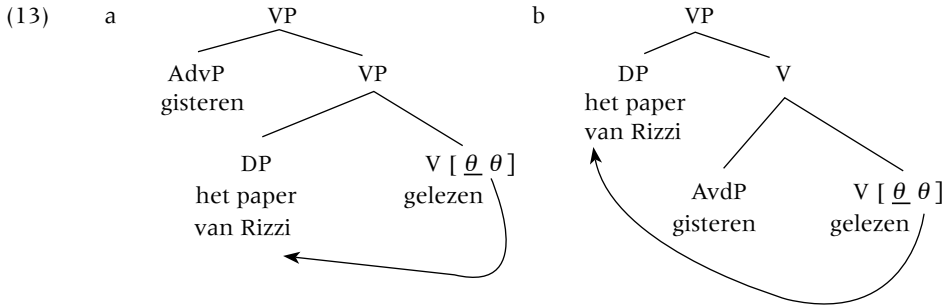 (13) a VP b VP
AdvP VP DP V
gisteren het paper
van Rizzi
DP V [ θ θ ] AvdP V [ θ θ ]
het paper gelezen gisteren gelezen
van Rizzi